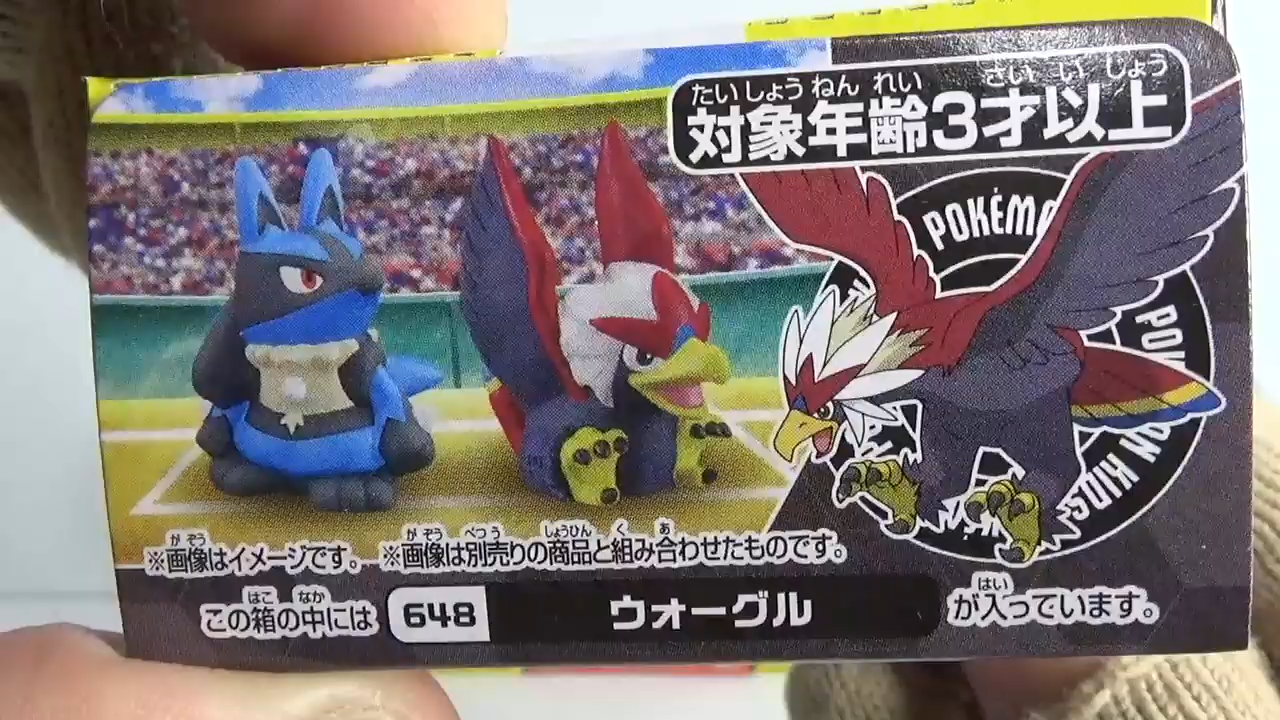 たいしょうねんれい さい いじょう
対象年齢3才以上
POKÉMO
POK
ON KIDS
がぞう がぞう べつう しょうひん く あ
※画像はイメージです。 ※画像は別売りの商品と組み合わせたものです。
はこ なか はい
この箱の中には 648 ウォーグル が入っています。